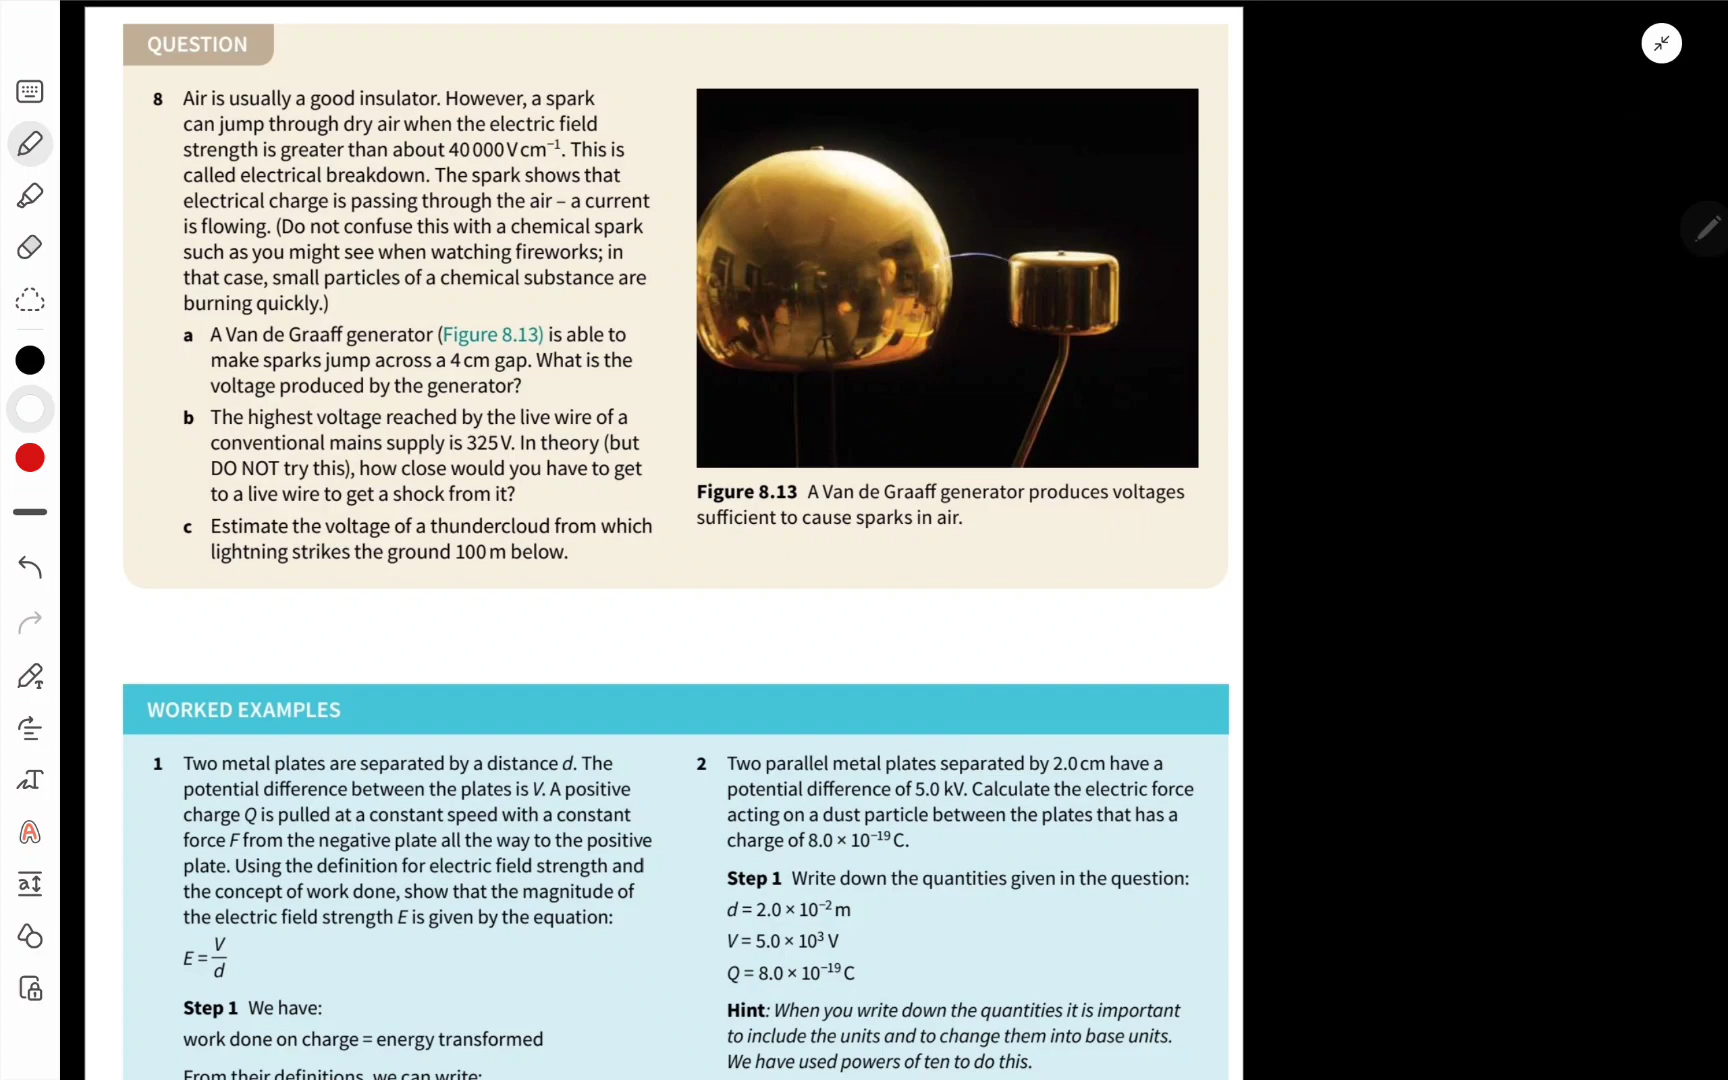 QUESTION
8 Air is usually a good insulator. However, a spark
can jump through dry air when the electric field
strength is greater than about 40 000 V cm⁻¹. This is
called electrical breakdown. The spark shows that
electrical charge is passing through the air – a current
is flowing. (Do not confuse this with a chemical spark
such as you might see when watching fireworks; in
that case, small particles of a chemical substance are
burning quickly.)
a A Van de Graaff generator (Figure 8.13) is able to
make sparks jump across a 4 cm gap. What is the
voltage produced by the generator?
b The highest voltage reached by the live wire of a
conventional mains supply is 325 V. In theory (but
DO NOT try this), how close would you have to get
to a live wire to get a shock from it?
c Estimate the voltage of a thundercloud from which
lightning strikes the ground 100 m below.
Figure 8.13 A Van de Graaff generator produces voltages
sufficient to cause sparks in air.
WORKED EXAMPLES
1 Two metal plates are separated by a distance d. The
potential difference between the plates is V. A positive
charge Q is pulled at a constant speed with a constant
force F from the negative plate all the way to the positive
plate. Using the definition for electric field strength and
the concept of work done, show that the magnitude of
the electric field strength E is given by the equation:
E = V/d
Step 1 We have:
work done on charge = energy transformed
From their definitions, we can write:
2 Two parallel metal plates separated by 2.0 cm have a
potential difference of 5.0 kV. Calculate the electric force
acting on a dust particle between the plates that has a
charge of 8.0 × 10⁻¹⁹ C.
Step 1 Write down the quantities given in the question:
d = 2.0 × 10⁻² m
V = 5.0 × 10³ V
Q = 8.0 × 10⁻¹⁹ C
Hint: When you write down the quantities it is important
to include the units and to change them into base units.
We have used powers of ten to do this.